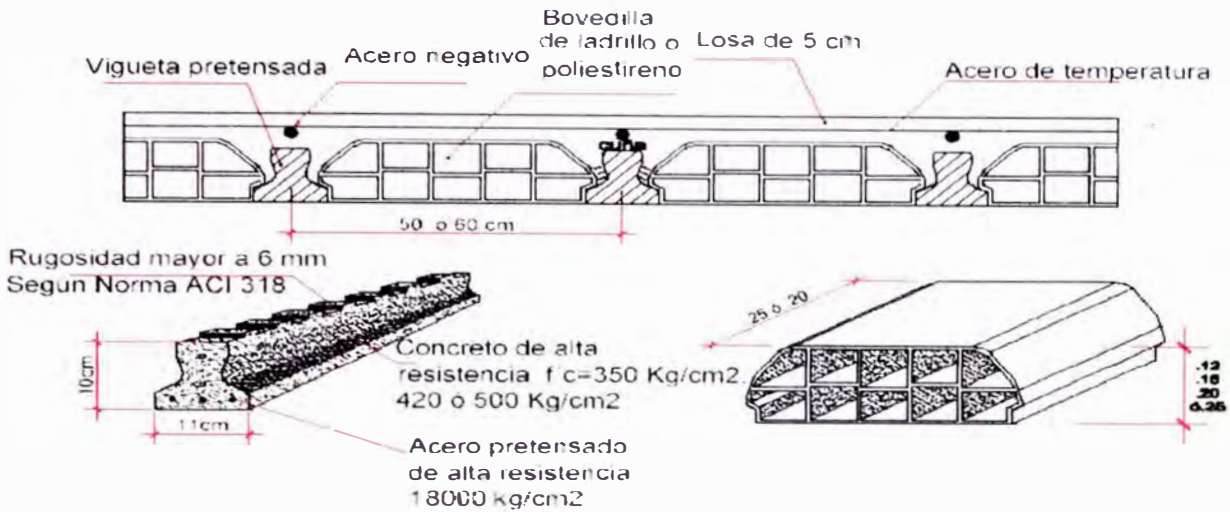 Bovedilla
de ladrillo o
poliestireno
Losa de 5 cm
Acero negativo
Vigueta pretensada
Acero de temperatura
cuña
50 o 60 cm
Rugosidad mayor a 6 mm
Segun Norma ACI 318
10cm
11cm
Concreto de alta
resistencia f'c=350 Kg/cm2
420 ó 500 Kg/cm2
Acero pretensado
de alta resistencia
18000 kg/cm2
25 ó .20
.12
.16
.20
ó.25